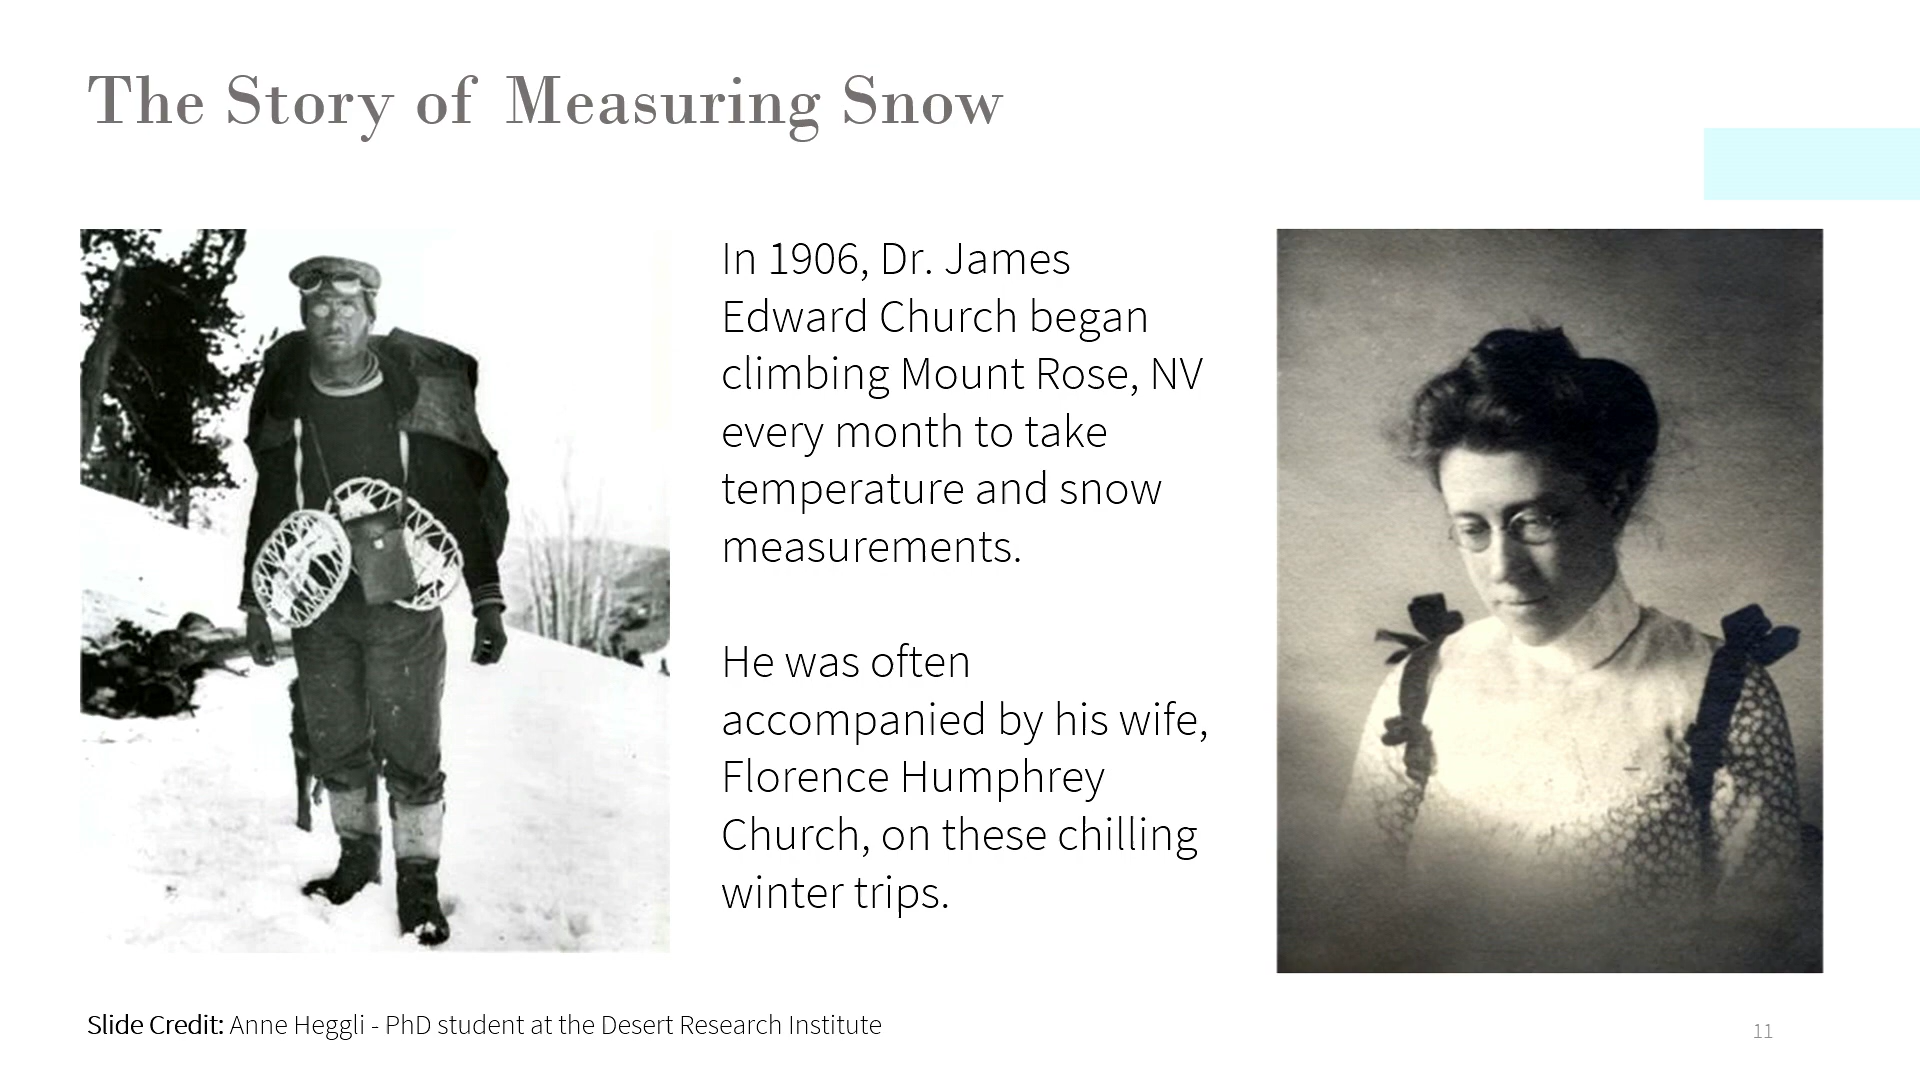 The Story of Measuring Snow
In 1906, Dr. James
Edward Church began
climbing Mount Rose, NV
every month to take
temperature and snow
measurements.
He was often
accompanied by his wife,
Florence Humphrey
Church, on these chilling
winter trips.
Slide Credit: Anne Heggli - PhD student at the Desert Research Institute
11